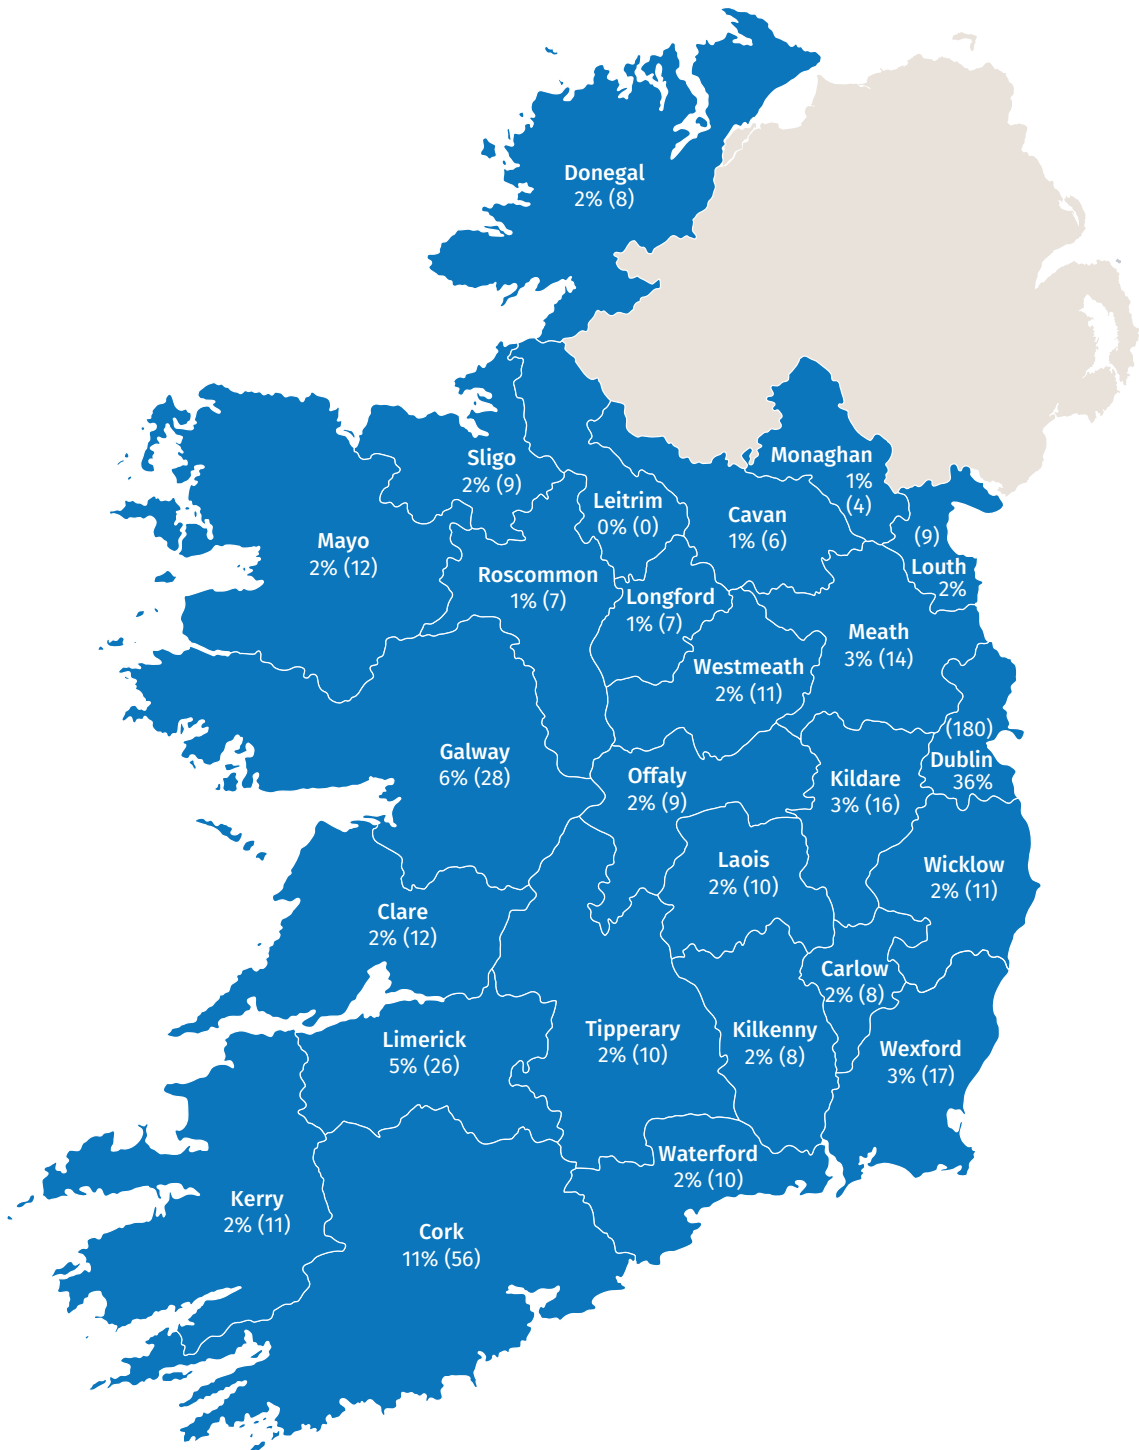 Donegal
2% (8)
Monaghan
1%
(4)
Sligo
2% (9)
Leitrim
0% (0)
Cavan
1% (6)
(9)
Louth
2%
Mayo
2% (12)
Roscommon
1% (7)
Longford
1% (7)
Meath
3% (14)
Westmeath
2% (11)
(180)
Dublin
36%
Galway
6% (28)
Offaly
2% (9)
Kildare
3% (16)
Laois
2% (10)
Wicklow
2% (11)
Clare
2% (12)
Carlow
2% (8)
Limerick
5% (26)
Tipperary
2% (10)
Kilkenny
2% (8)
Wexford
3% (17)
Waterford
2% (10)
Kerry
2% (11)
Cork
11% (56)